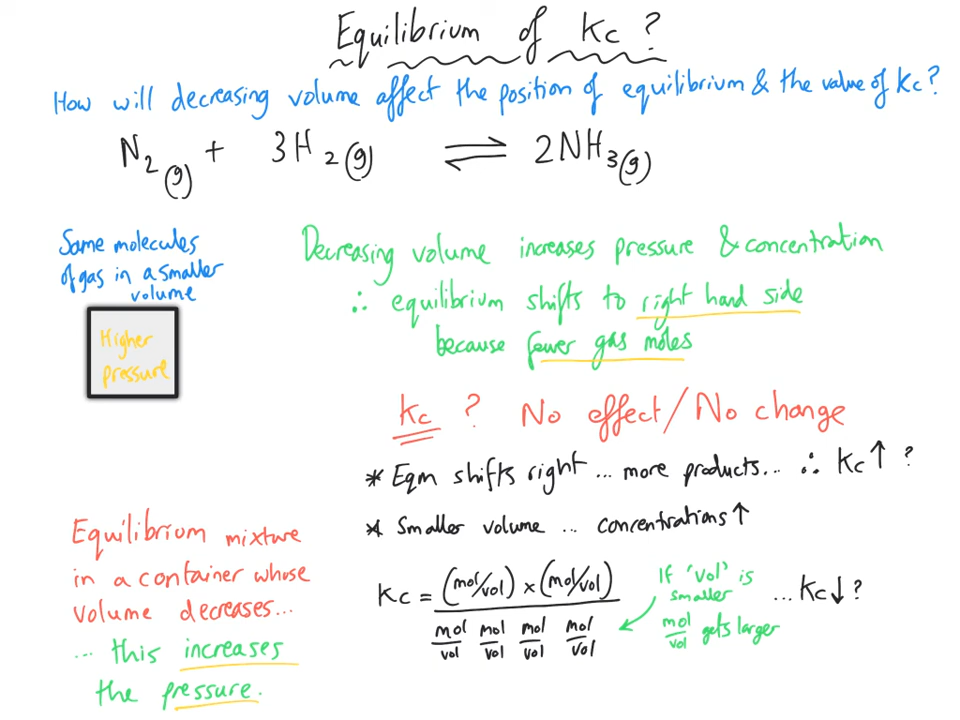 Equilibrium of Kc ?
How will decreasing volume affect the position of equilibrium & the value of Kc?
N2(g) + 3H2(g) ⇌ 2NH3(g)
Same molecules
of gas in a smaller
volume
Higher
pressure
Decreasing volume increases pressure & concentration
∴ equilibrium shifts to right hand side
because fewer gas moles
Kc ? No effect/No change
* Eqm shifts right ... more products... ∴ Kc↑ ?
* Smaller volume ... concentrations↑
Equilibrium mixture
in a container whose
volume decreases...
... this increases
the pressure.
Kc = (mol/vol) × (mol/vol)
mol/vol mol/vol mol/vol mol/vol
If 'vol' is
smaller
mol/vol gets larger
... Kc↓ ?